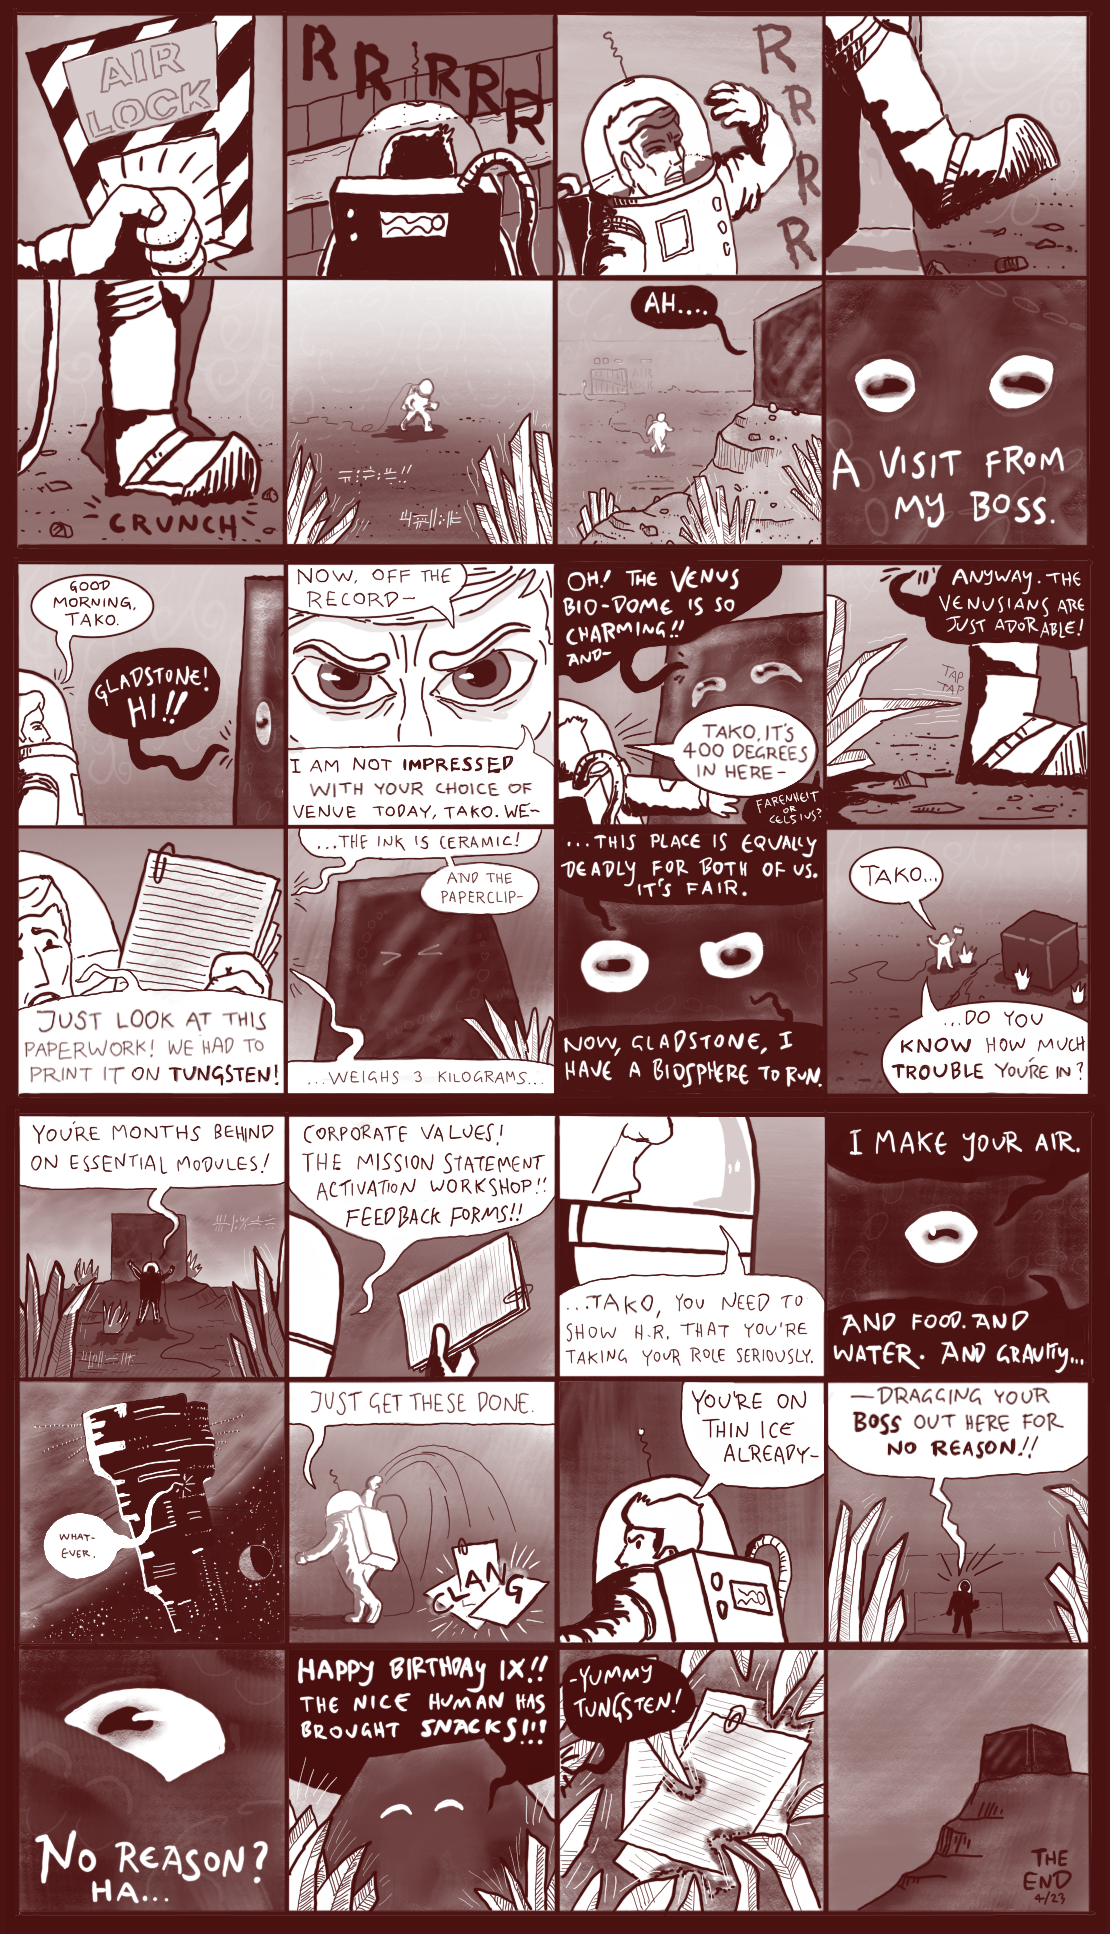 AIR
LOCK
R R R R R
R
R
R
R
CRUNCH
AH....
A VISIT FROM
MY BOSS.
GOOD
MORNING,
TAKO.
GLADSTONE!
HI!!
NOW, OFF THE
RECORD-
I AM NOT IMPRESSED
WITH YOUR CHOICE OF
VENUE TODAY, TAKO. WE-
OH! THE VENUS
BIO-DOME IS SO
CHARMING!!
AND-
TAKO, IT'S
400 DEGREES
IN HERE-
FARENHEIT
OR
CELSIUS?
ANYWAY. THE
VENUSIANS ARE
JUST ADORABLE!
TAP
TAP
JUST LOOK AT THIS
PAPERWORK! WE HAD TO
PRINT IT ON TUNGSTEN!
...THE INK IS CERAMIC!
AND THE
PAPERCLIP-
...WEIGHS 3 KILOGRAMS...
...THIS PLACE IS EQUALLY
DEADLY FOR BOTH OF US.
IT'S FAIR.
NOW, GLADSTONE, I
HAVE A BIOSPHERE TO RUN.
TAKO...
...DO YOU
KNOW HOW MUCH
TROUBLE YOU'RE IN?
YOU'RE MONTHS BEHIND
ON ESSENTIAL MODULES!
CORPORATE VALUES!
THE MISSION STATEMENT
ACTIVATION WORKSHOP!!
FEEDBACK FORMS!!
...TAKO, YOU NEED TO
SHOW H.R. THAT YOU'RE
TAKING YOUR ROLE SERIOUSLY.
I MAKE YOUR AIR.
AND FOOD. AND
WATER. AND GRAVITY...
WHAT-
EVER.
JUST GET THESE DONE.
CLANG
YOU'RE ON
THIN ICE
ALREADY-
-DRAGGING YOUR
BOSS OUT HERE FOR
NO REASON!!
NO REASON?
HA...
HAPPY BIRTHDAY IX!!
THE NICE HUMAN HAS
BROUGHT SNACKS!!!
-YUMMY
TUNGSTEN!
THE
END
4/23